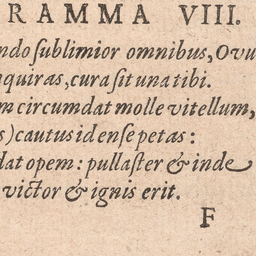 RAMMA VIII.
ndo ſublimior omnibus, Ovu
nquiras, cura ſit una tibi.
m circumdat molle vitellum,
s) cautus id enſe petas:
dat opem: pullaſter & inde
victor & ignis erit.
F